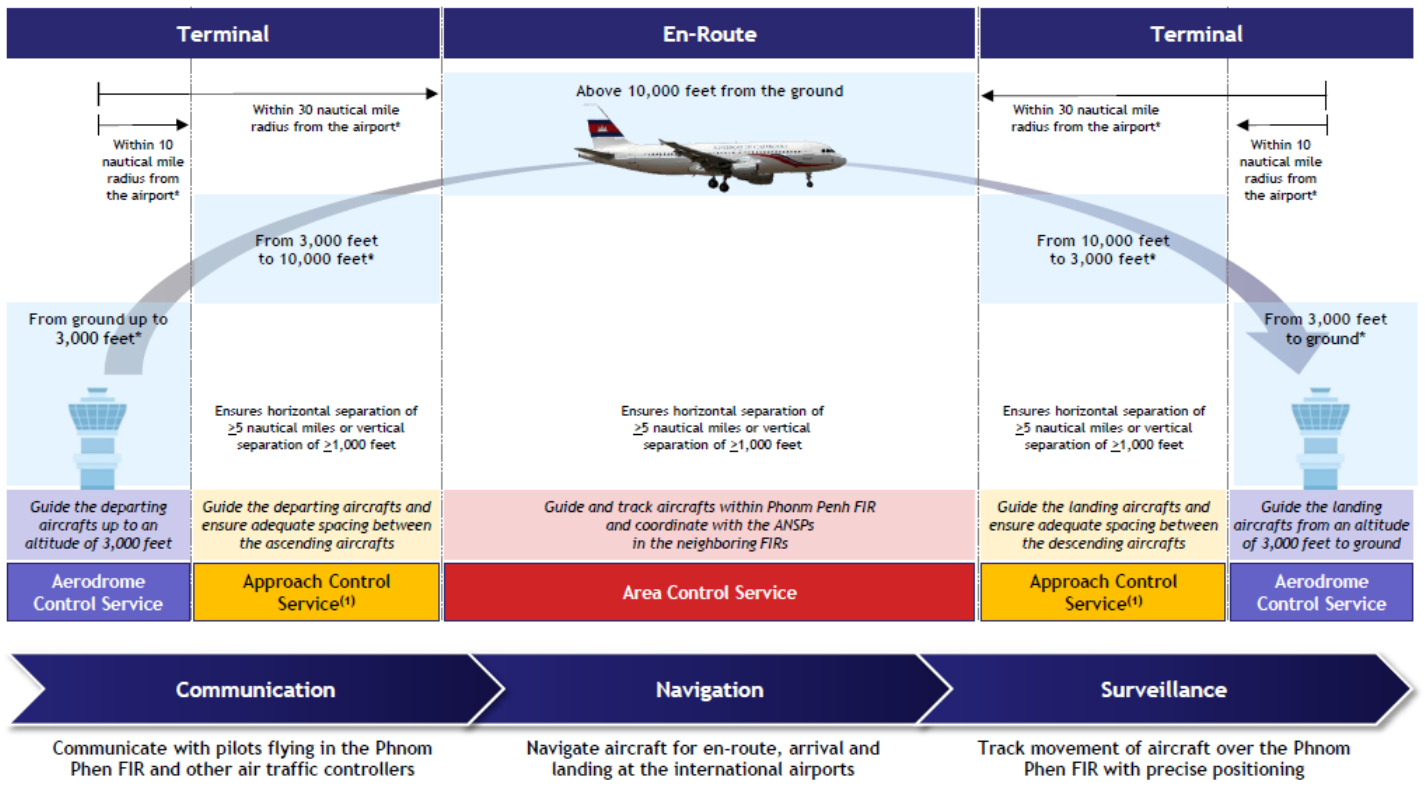 Terminal
En-Route
Terminal
Within 30 nautical mile
radius from the airport*
Within 10
nautical mile
radius from
the airport*
Above 10,000 feet from the ground
Within 30 nautical mile
radius from the airport*
Within 10
nautical mile
radius from
the airport*
From 3,000 feet
to 10,000 feet*
From 10,000 feet
to 3,000 feet*
From ground up to
3,000 feet*
From 3,000 feet
to ground*
Ensures horizontal separation of
≥5 nautical miles or vertical
separation of ≥1,000 feet
Ensures horizontal separation of
≥5 nautical miles or vertical
separation of ≥1,000 feet
Ensures horizontal separation of
≥5 nautical miles or vertical
separation of ≥1,000 feet
Guide the departing
aircrafts up to an
altitude of 3,000 feet
Guide the departing aircrafts and
ensure adequate spacing between
the ascending aircrafts
Guide and track aircrafts within Phonm Penh FIR
and coordinate with the ANSPs
in the neighboring FIRs
Guide the landing aircrafts and
ensure adequate spacing between
the descending aircrafts
Guide the landing
aircrafts from an altitude
of 3,000 feet to ground
Aerodrome
Control Service
Approach Control
Service(1)
Area Control Service
Approach Control
Service(1)
Aerodrome
Control Service
Communication
Navigation
Surveillance
Communicate with pilots flying in the Phnom
Phen FIR and other air traffic controllers
Navigate aircraft for en-route, arrival and
landing at the international airports
Track movement of aircraft over the Phnom
Phen FIR with precise positioning